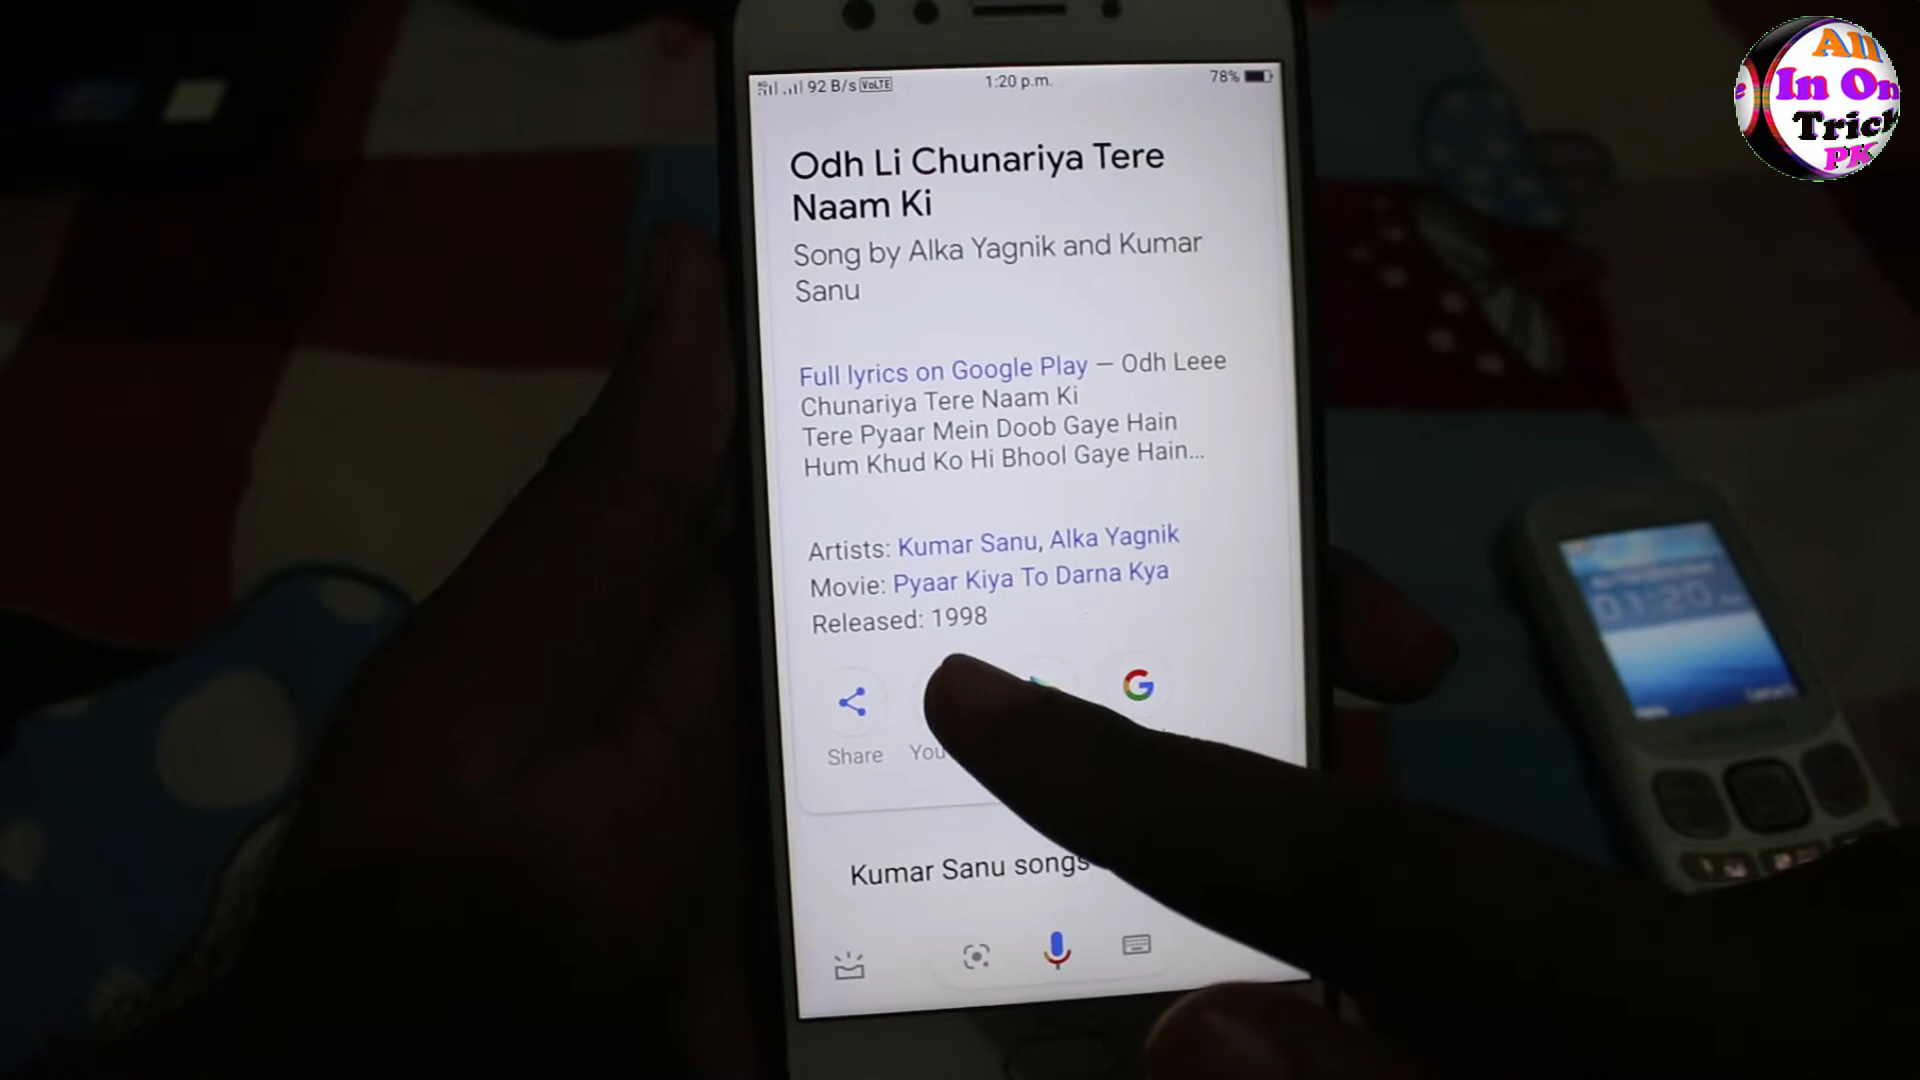 92 B/s VoLTE 1:20 p.m. 78%
All
In On
Trick
PK
Odh Li Chunariya Tere
Naam Ki
Song by Alka Yagnik and Kumar
Sanu
Full lyrics on Google Play — Odh Leee
Chunariya Tere Naam Ki
Tere Pyaar Mein Doob Gaye Hain
Hum Khud Ko Hi Bhool Gaye Hain...
Artists: Kumar Sanu, Alka Yagnik
Movie: Pyaar Kiya To Darna Kya
Released: 1998
G
Share You
Kumar Sanu songs
01:20